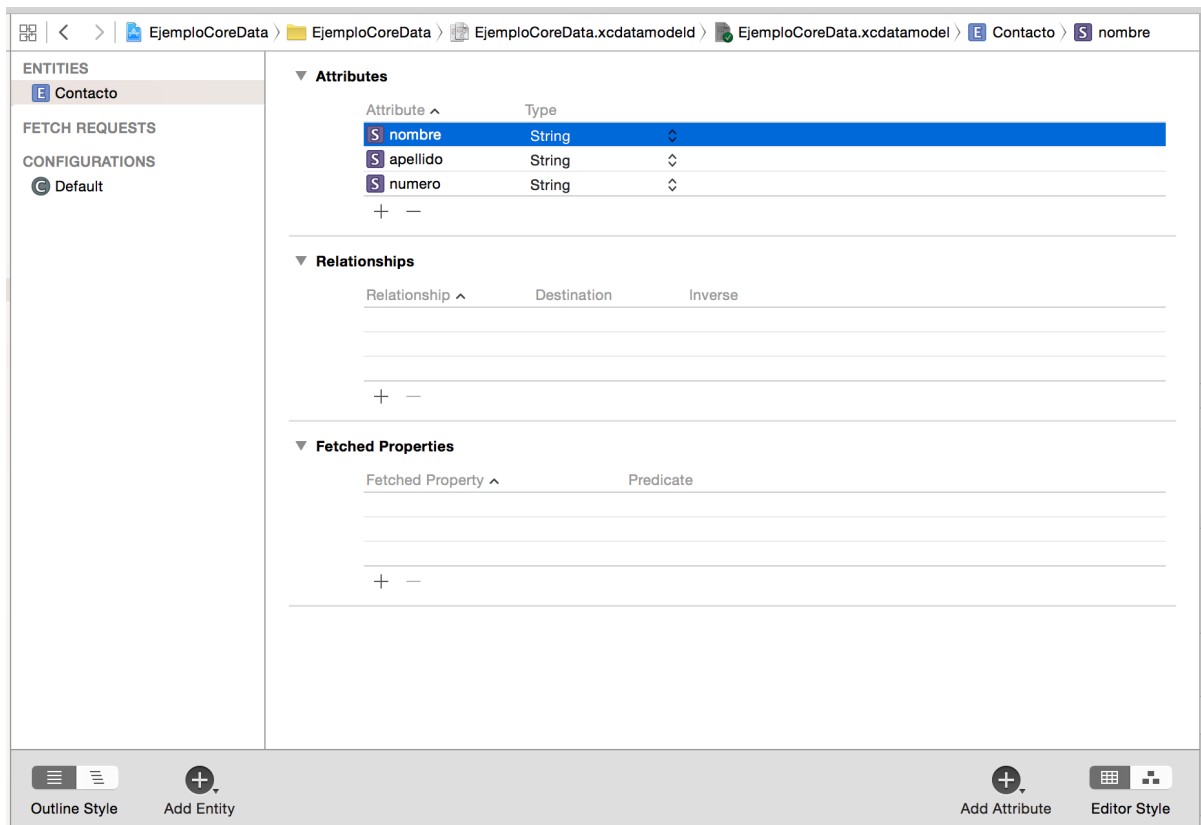 EjemploCoreData EjemploCoreData EjemploCoreData.xcdatamodeld EjemploCoreData.xcdatamodel E Contacto S nombre
ENTITIES
E Contacto
FETCH REQUESTS
CONFIGURATIONS
C Default
Attributes
Attribute Type
S nombre String
S apellido String
S numero String
Relationships
Relationship Destination Inverse
Fetched Properties
Fetched Property Predicate
Outline Style Add Entity Add Attribute Editor Style